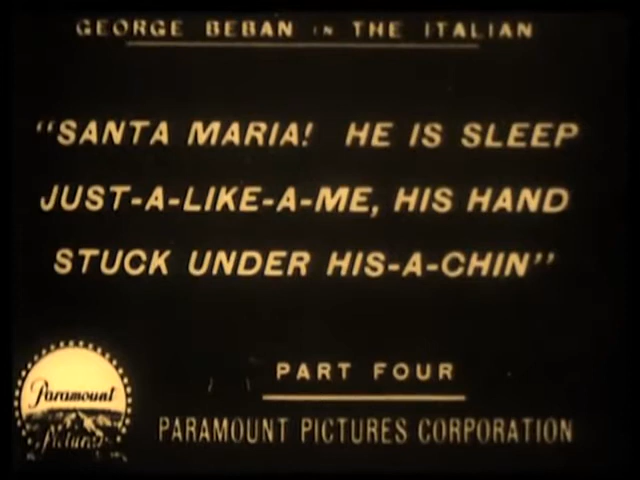 GEORGE BEBAN IN THE ITALIAN
"SANTA MARIA! HE IS SLEEP
JUST-A-LIKE-A-ME, HIS HAND
STUCK UNDER HIS-A-CHIN"
PART FOUR
Paramount
Pictures
PARAMOUNT PICTURES CORPORATION